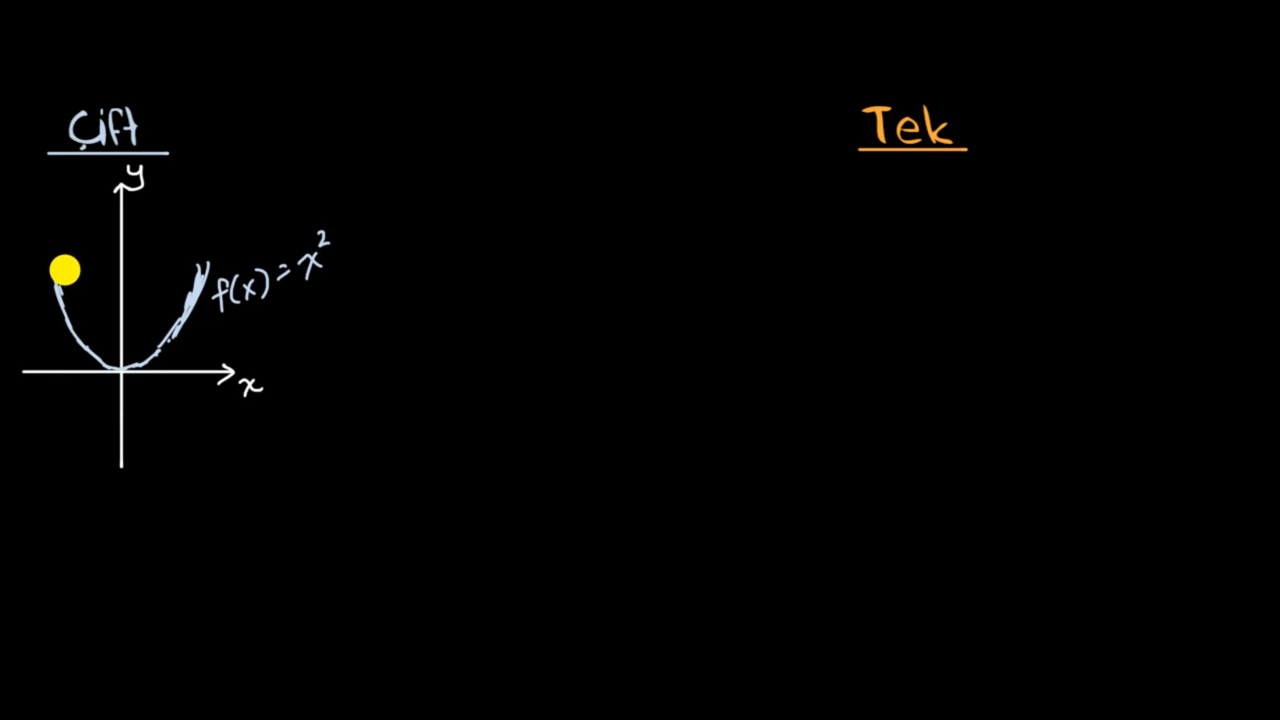 Çift
Tek
y
f(x) = x²
x